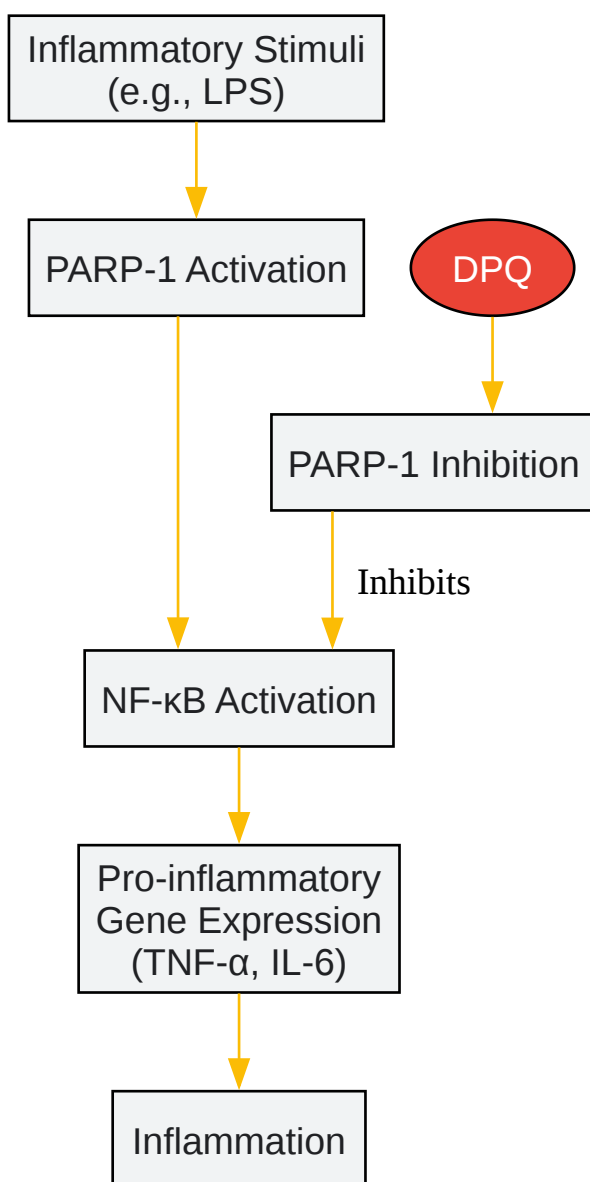 Inflammatory Stimuli
(e.g., LPS)
PARP-1 Activation
DPQ
PARP-1 Inhibition
Inhibits
NF-κB Activation
Pro-inflammatory
Gene Expression
(TNF-α, IL-6)
Inflammation